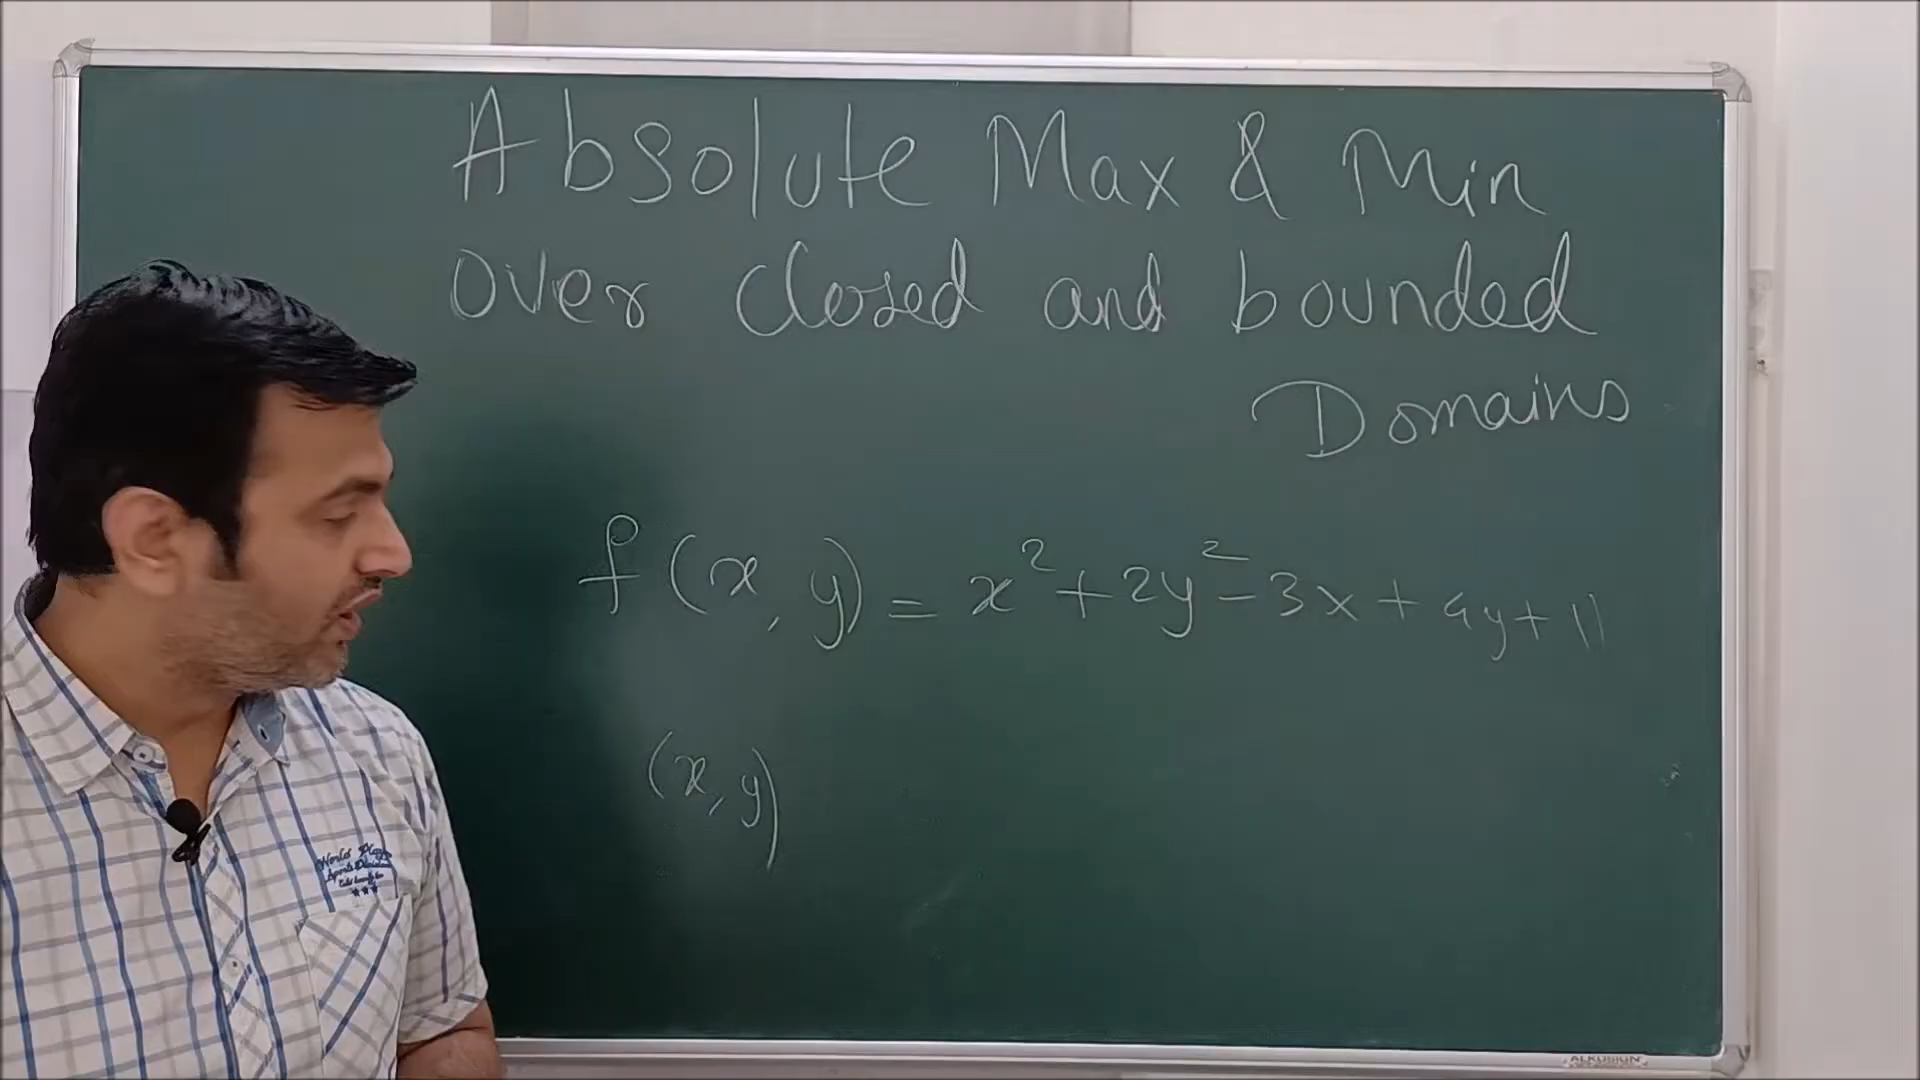 Absolute Max & Min
over closed and bounded
Domains
f(x, y) = x² + 2y² - 3x + 4y + 11
(x, y)